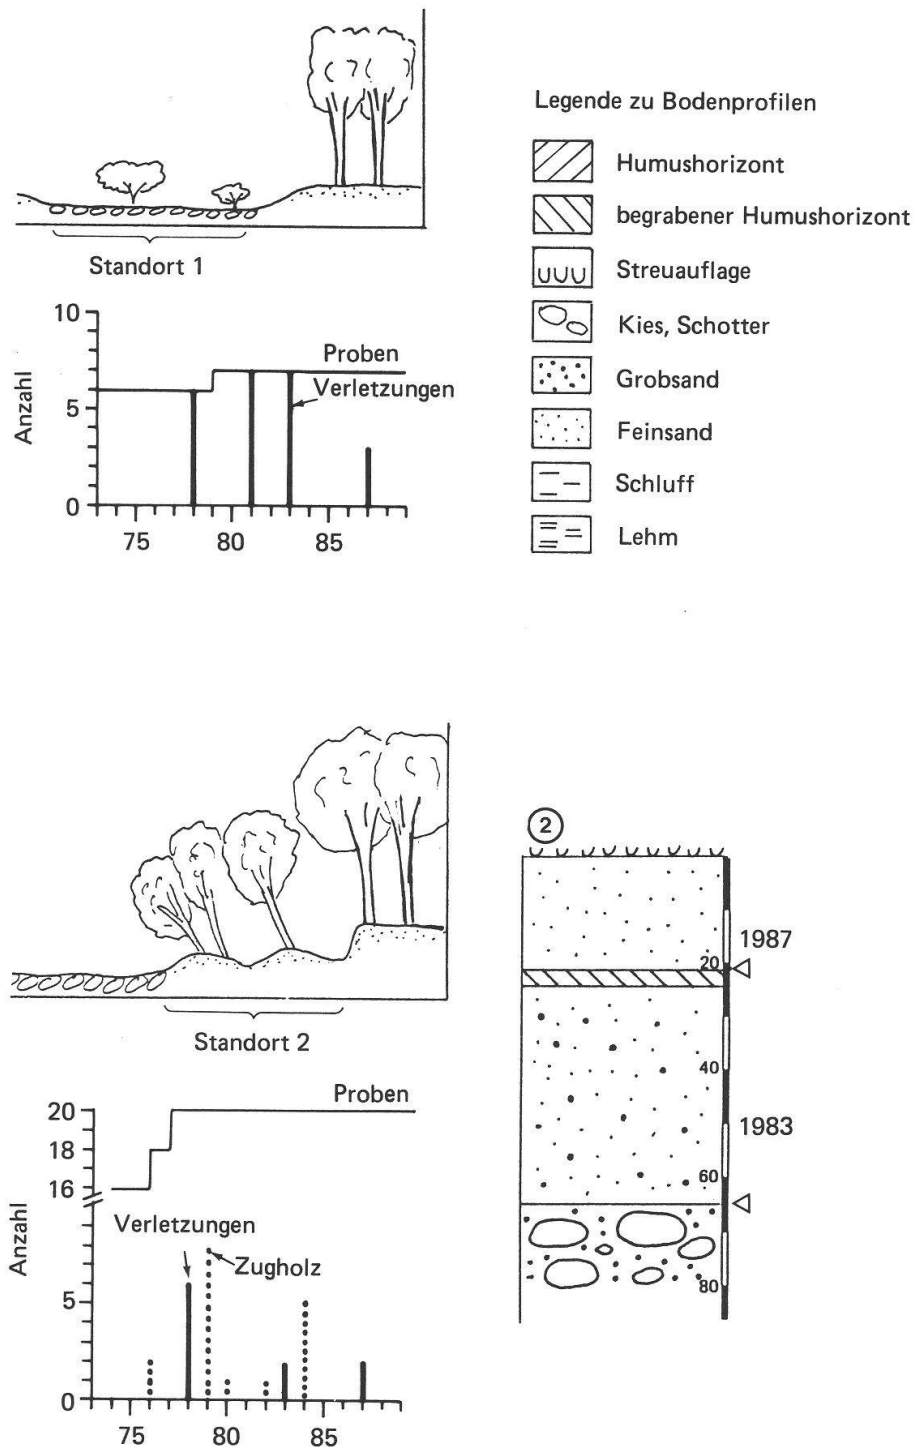 Legende zu Bodenprofilen
Humushorizont
begrabener Humushorizont
Streuauflage
Kies, Schotter
Grobsand
Feinsand
Schluff
Lehm
Standort 1
10
5
0
Anzahl
Proben
Verletzungen
75 80 85
Standort 2
20
18
16
5
0
Anzahl
Proben
Verletzungen
Zugholz
75 80 85
2
1987
20
40
1983
60
80